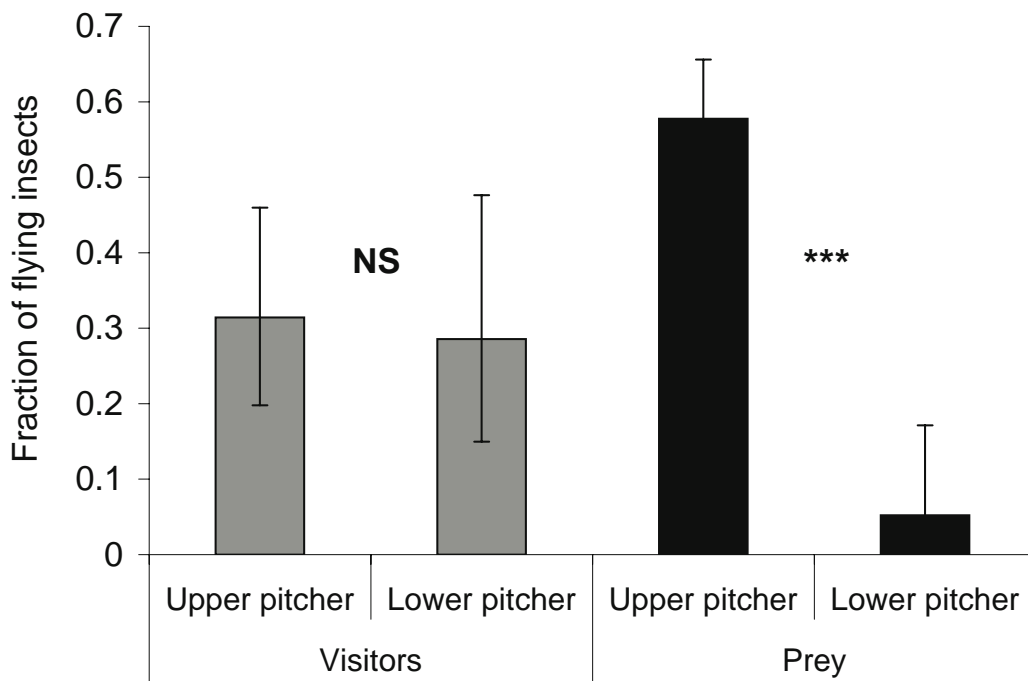 Fraction of flying insects
0.7
0.6
0.5
0.4
0.3
0.2
0.1
0
NS
***
Upper pitcher
Lower pitcher
Upper pitcher
Lower pitcher
Visitors
Prey